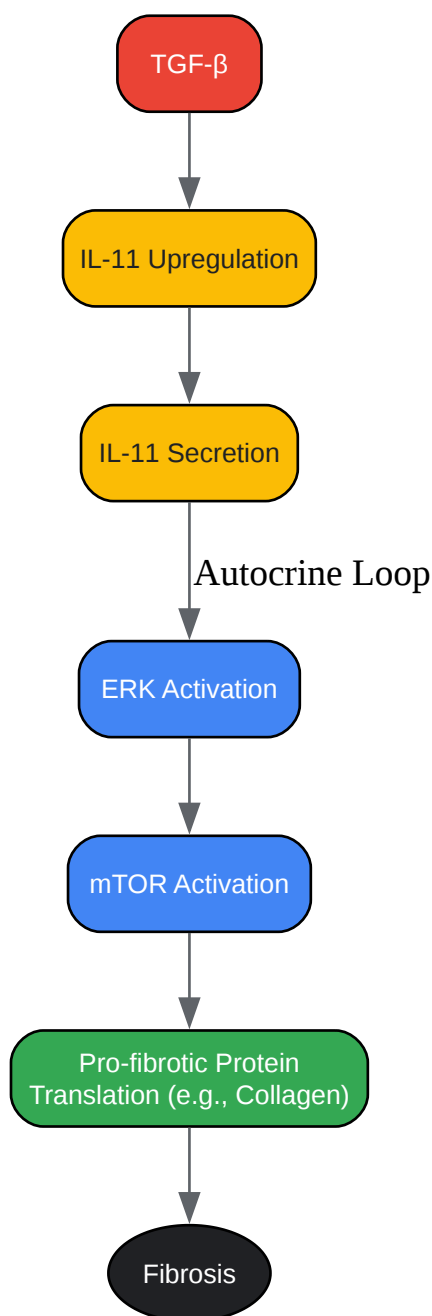 TGF-β
IL-11 Upregulation
IL-11 Secretion
Autocrine Loop
ERK Activation
mTOR Activation
Pro-fibrotic Protein
Translation (e.g., Collagen)
Fibrosis